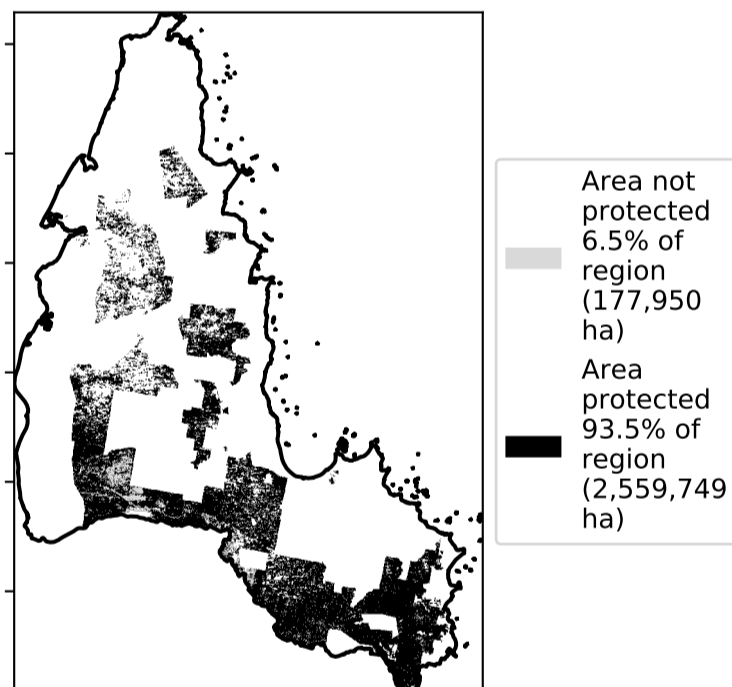 Area not
protected
6.5% of
region
(177,950
ha)
Area
protected
93.5% of
region
(2,559,749
ha)